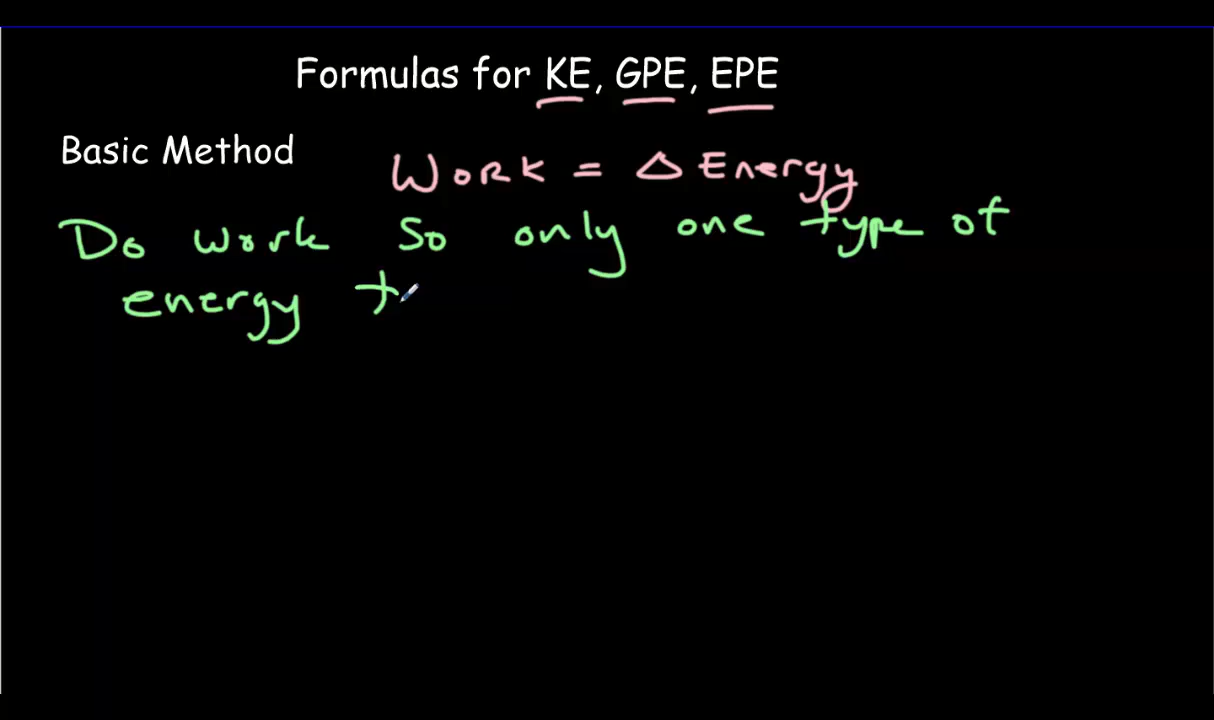 Formulas for KE, GPE, EPE
Basic Method
Work = Δ Energy
Do work so only one type of
energy t